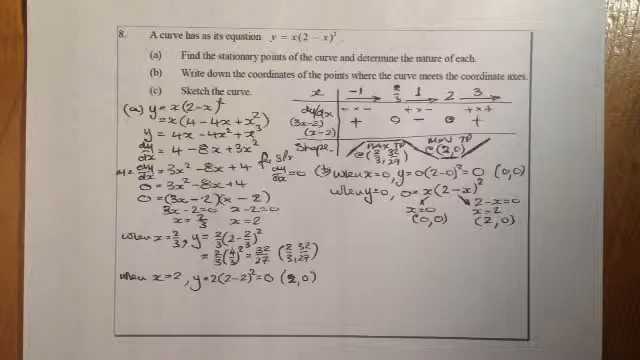 8. A curve has as its equation y = x(2 − x)².
(a) Find the stationary points of the curve and determine the nature of each.
(b) Write down the coordinates of the points where the curve meets the coordinate axes.
(c) Sketch the curve.
(a) y = x(2-x)²
= x(4 - 4x + x²)
y = 4x - 4x² + x³
dy/dx = 4 - 8x + 3x²
dy/dx = 3x² - 8x + 4 for SPs dy/dx = 0
0 = 3x² - 8x + 4
0 = (3x - 2)(x - 2)
3x - 2 = 0 x - 2 = 0
x = 2/3 x = 2
when x = 2/3, y = 2/3(2 - 2/3)²
= 2/3(4/3)² = 32/27 (2/3, 32/27)
when x = 2, y = 2(2-2)² = 0 (2,0)
x → -1 2/3 1 2 3
dy/dx - × - + × - + × +
(3x-2)(x-2) + 0 - 0 +
Slope
MAX TP @ (2/3, 32/27) MIN TP @ (2,0)
(b) when x = 0, y = 0(2-0)² = 0 (0,0)
when y = 0, 0 = x(2-x)²
x = 0 2 - x = 0
(0,0) x = 2
(2,0)